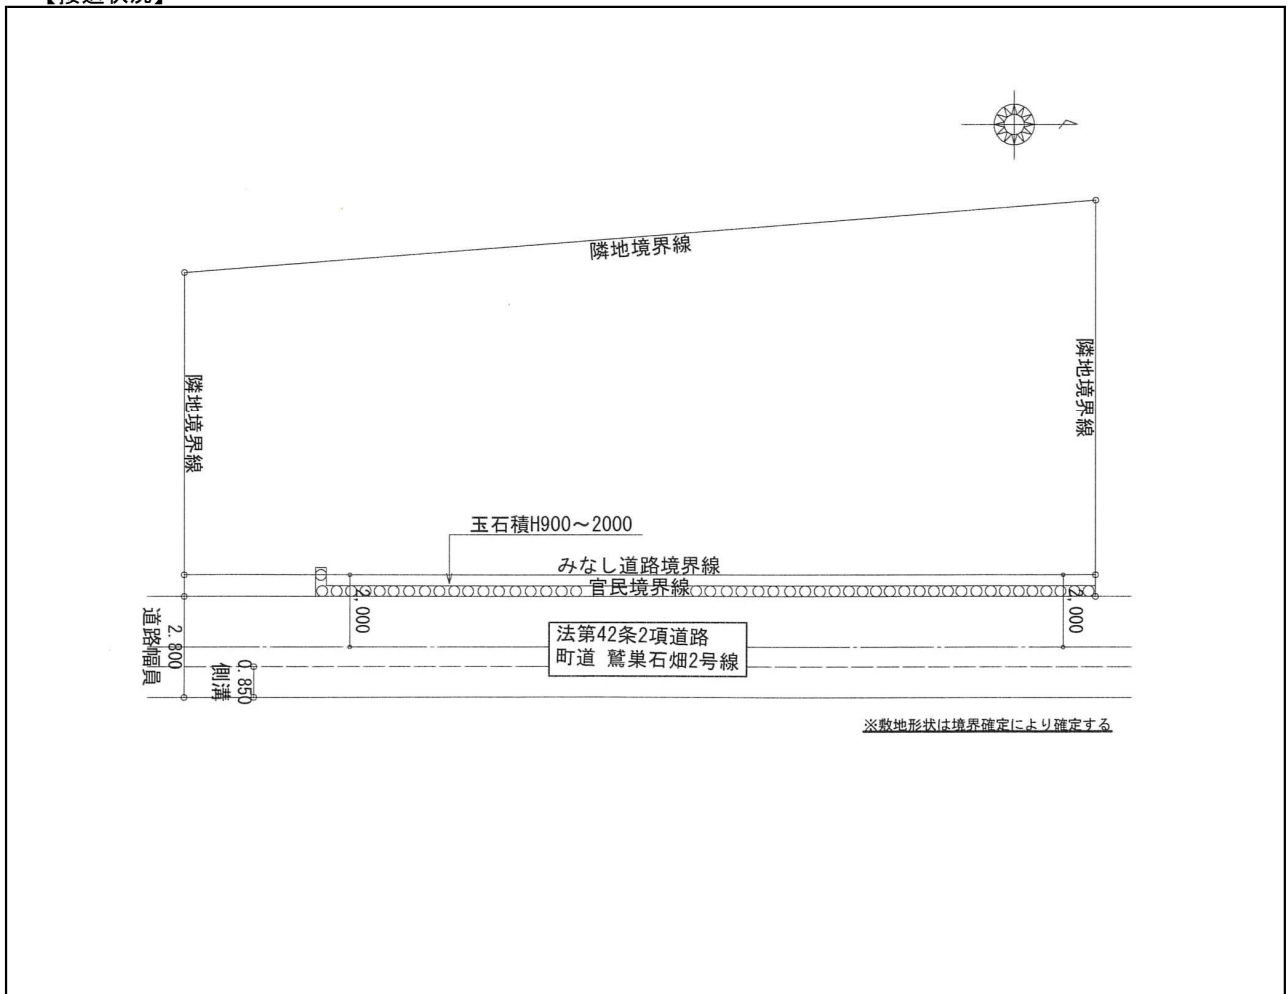 【接道状況】
隣地境界線
隣地境界線
隣地境界線
玉石積H900～2000
みなし道路境界線
官民境界線
2,000
2,000
法第42条2項道路
町道 鷲巣石畑2号線
2.800
道路幅員
0.850
側溝
※敷地形状は境界確定により確定する